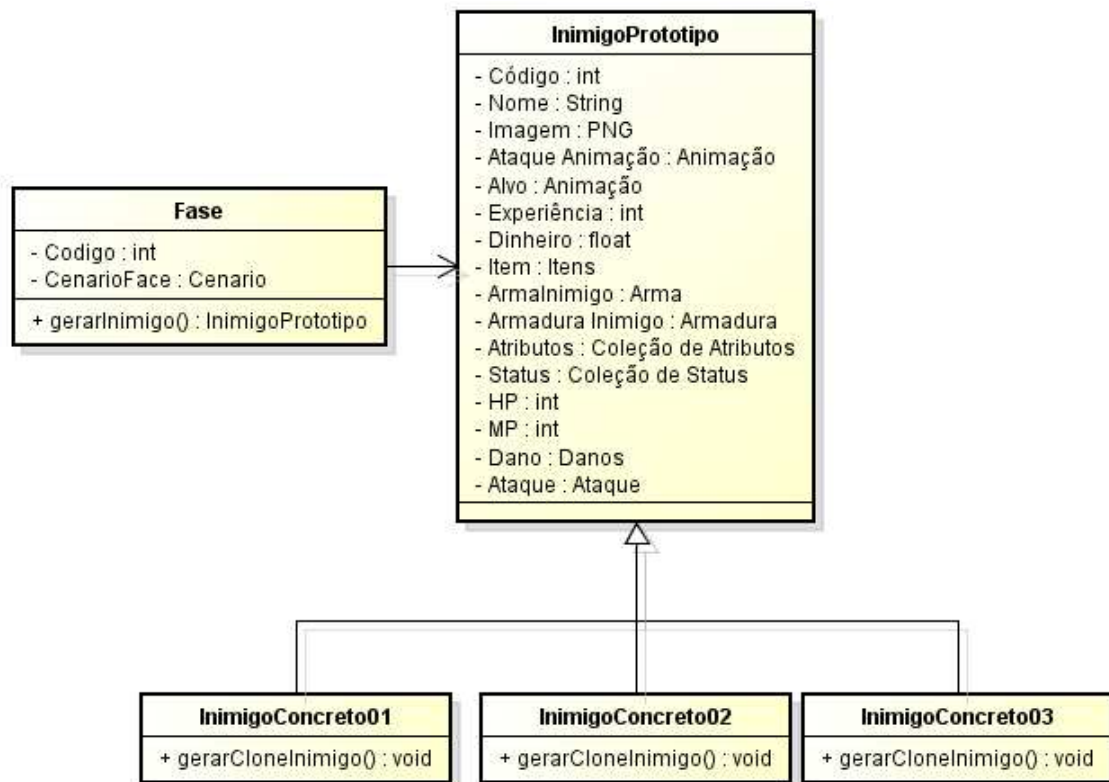 InimigoPrototipo
- Código : int
- Nome : String
- Imagem : PNG
- Ataque Animação : Animação
- Alvo : Animação
- Experiência : int
- Dinheiro : float
- Item : Itens
- ArmaInimigo : Arma
- Armadura Inimigo : Armadura
- Atributos : Coleção de Atributos
- Status : Coleção de Status
- HP : int
- MP : int
- Dano : Danos
- Ataque : Ataque
Fase
- Codigo : int
- CenarioFace : Cenario
+ gerarInimigo() : InimigoPrototipo
InimigoConcreto01
+ gerarCloneInimigo() : void
InimigoConcreto02
+ gerarCloneInimigo() : void
InimigoConcreto03
+ gerarCloneInimigo() : void